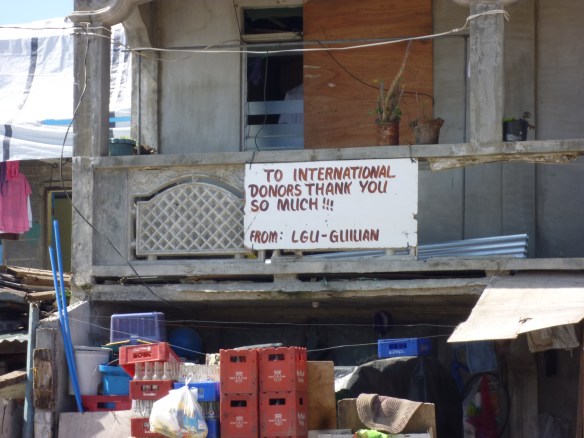 TO INTERNATIONAL
DONORS THANK YOU
SO MUCH !!!
FROM: LGU-GUIUAN